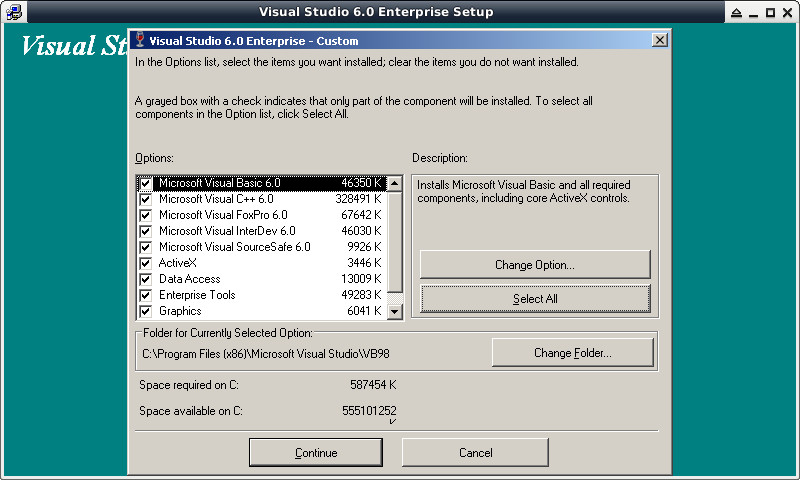 Visual Studio 6.0 Enterprise Setup
Visual St
Visual Studio 6.0 Enterprise - Custom
In the Options list, select the items you want installed; clear the items you do not want installed.
A grayed box with a check indicates that only part of the component will be installed. To select all
components in the Option list, click Select All.
Options:
Microsoft Visual Basic 6.0 46350 K
Microsoft Visual C++ 6.0 328491 K
Microsoft Visual FoxPro 6.0 67642 K
Microsoft Visual InterDev 6.0 46030 K
Microsoft Visual SourceSafe 6.0 9926 K
ActiveX 3446 K
Data Access 13009 K
Enterprise Tools 49283 K
Graphics 6041 K
Description:
Installs Microsoft Visual Basic and all required
components, including core ActiveX controls.
Change Option...
Select All
Folder for Currently Selected Option:
C:\Program Files (x86)\Microsoft Visual Studio\VB98
Change Folder...
Space required on C: 587454 K
Space available on C: 555101252
Continue
Cancel